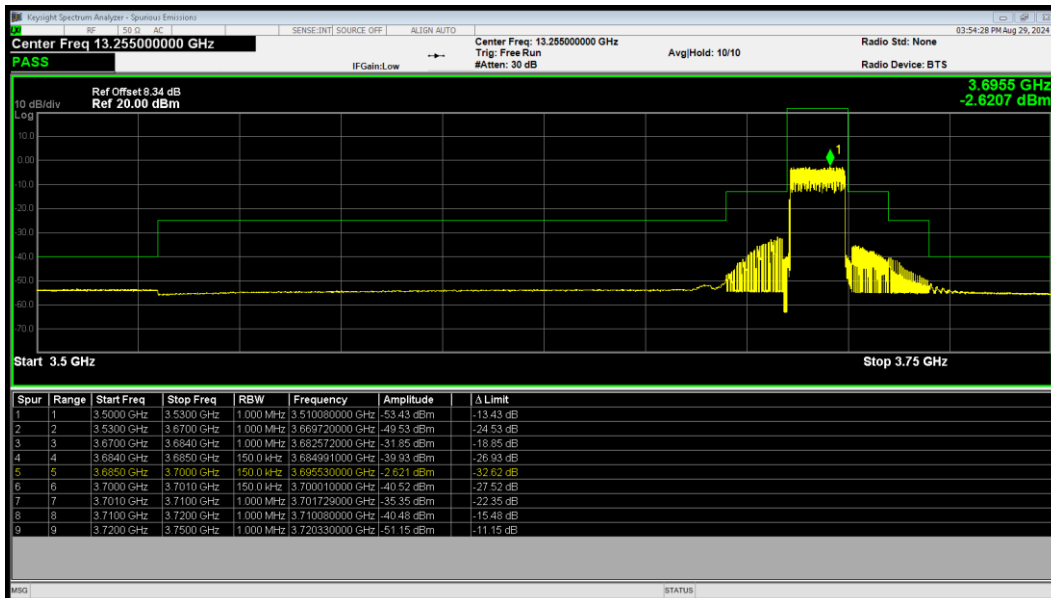 Keysight Spectrum Analyzer - Spurious Emissions
RF 50 Ω AC SENSE:INT SOURCE OFF ALIGN AUTO 03:54:28 PM Aug 29, 2024
Center Freq 13.255000000 GHz Center Freq: 13.255000000 GHz Radio Std: None
Trig: Free Run Avg|Hold: 10/10
PASS IFGain:Low #Atten: 30 dB Radio Device: BTS
Ref Offset 8.34 dB 3.6955 GHz
10 dB/div Ref 20.00 dBm -2.6207 dBm
Log
10.0
1
0.00
-10.0
-20.0
-30.0
-40.0
-50.0
-60.0
-70.0
Start 3.5 GHz Stop 3.75 GHz
Spur Range Start Freq Stop Freq RBW Frequency Amplitude Δ Limit
1 1 3.5000 GHz 3.5300 GHz 1.000 MHz 3.510080000 GHz -53.43 dBm -13.43 dB
2 2 3.5300 GHz 3.6700 GHz 1.000 MHz 3.669720000 GHz -49.53 dBm -24.53 dB
3 3 3.6700 GHz 3.6840 GHz 1.000 MHz 3.682572000 GHz -31.85 dBm -18.85 dB
4 4 3.6840 GHz 3.6850 GHz 150.0 kHz 3.684991000 GHz -39.93 dBm -26.93 dB
5 5 3.6850 GHz 3.7000 GHz 150.0 kHz 3.695530000 GHz -2.621 dBm -32.62 dB
6 6 3.7000 GHz 3.7010 GHz 150.0 kHz 3.700010000 GHz -40.52 dBm -27.52 dB
7 7 3.7010 GHz 3.7100 GHz 1.000 MHz 3.701729000 GHz -35.35 dBm -22.35 dB
8 8 3.7100 GHz 3.7200 GHz 1.000 MHz 3.710080000 GHz -40.48 dBm -15.48 dB
9 9 3.7200 GHz 3.7500 GHz 1.000 MHz 3.720330000 GHz -51.15 dBm -11.15 dB
MSG STATUS